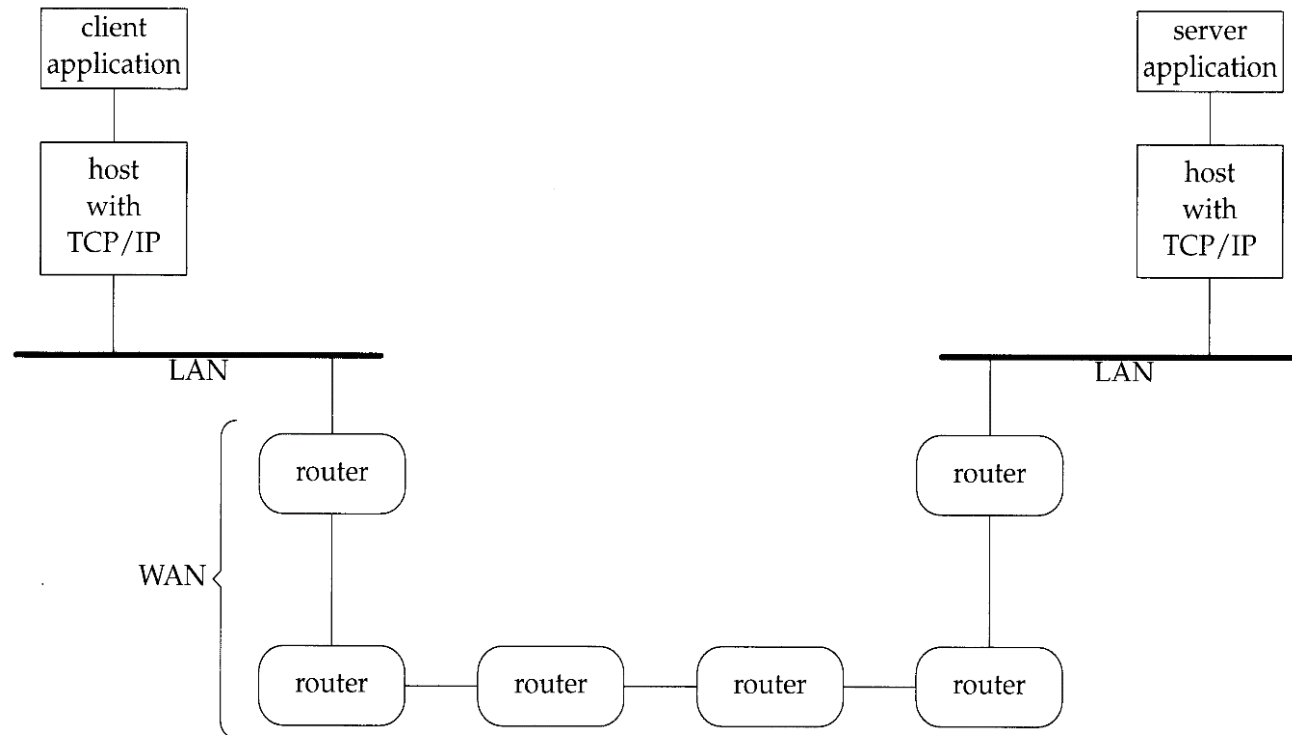 client
application
server
application
host
with
TCP/IP
host
with
TCP/IP
LAN
LAN
router
router
WAN
router
router
router
router